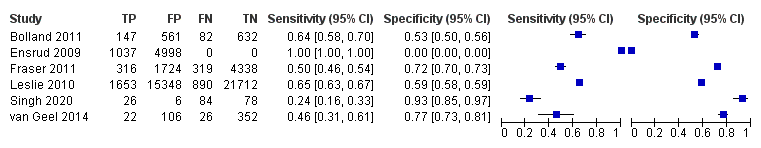 Study TP FP FN TN Sensitivity (95% CI) Specificity (95% CI) Sensitivity (95% CI) Specificity (95% CI)
Bolland 2011 147 561 82 632 0.64 [0.58, 0.70] 0.53 [0.50, 0.56]
Ensrud 2009 1037 4998 0 0 1.00 [1.00, 1.00] 0.00 [0.00, 0.00]
Fraser 2011 316 1724 319 4338 0.50 [0.46, 0.54] 0.72 [0.70, 0.73]
Leslie 2010 1653 15348 890 21712 0.65 [0.63, 0.67] 0.59 [0.58, 0.59]
Singh 2020 26 6 84 78 0.24 [0.16, 0.33] 0.93 [0.85, 0.97]
van Geel 2014 22 106 26 352 0.46 [0.31, 0.61] 0.77 [0.73, 0.81]
0 0.2 0.4 0.6 0.8 1 0 0.2 0.4 0.6 0.8 1